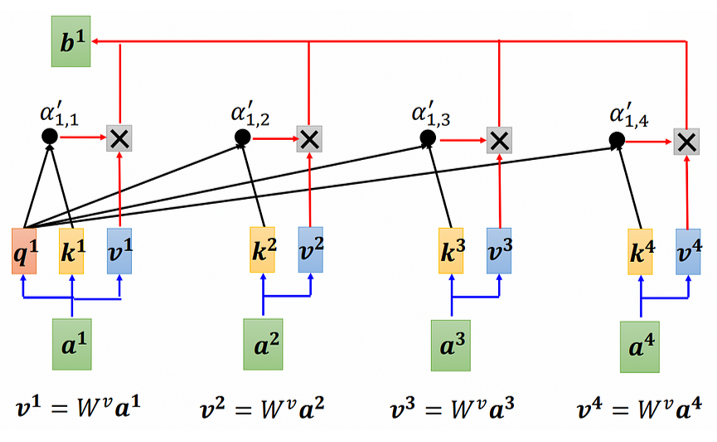 b¹
α′₁,₁ α′₁,₂ α′₁,₃ α′₁,₄
× × × ×
q¹ k¹ v¹ k² v² k³ v³ k⁴ v⁴
a¹ a² a³ a⁴
v¹ = Wᵛa¹ v² = Wᵛa² v³ = Wᵛa³ v⁴ = Wᵛa⁴